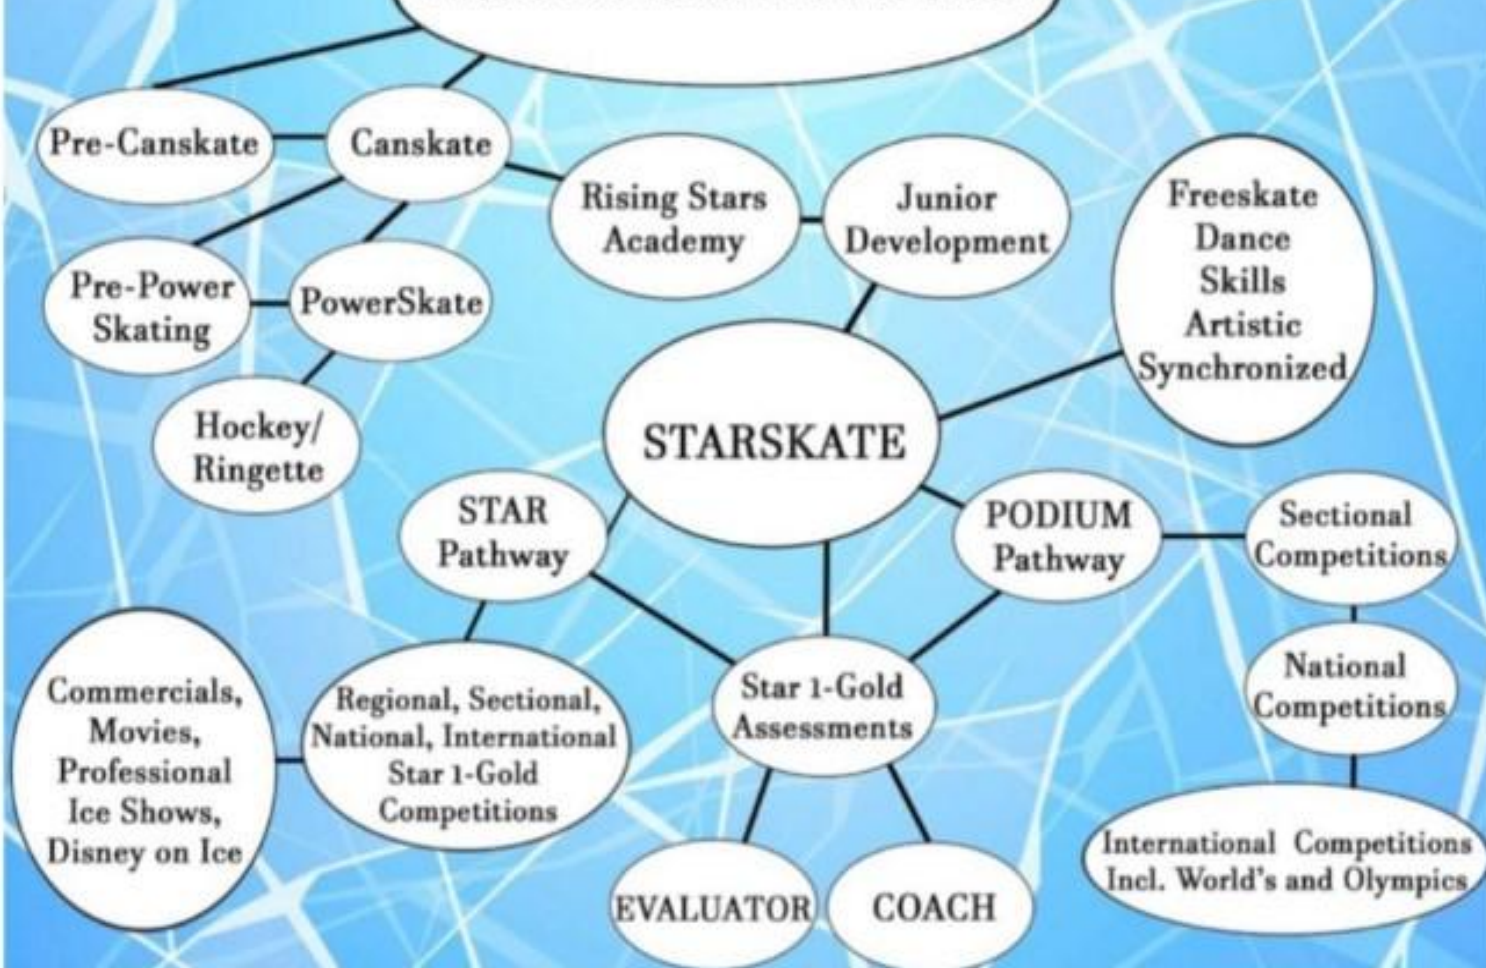 Pre-Canskate
Canskate
Rising Stars
Academy
Junior
Development
Freeskate
Dance
Skills
Artistic
Synchronized
Pre-Power
Skating
PowerSkate
Hockey/
Ringette
STARSKATE
STAR
Pathway
PODIUM
Pathway
Sectional
Competitions
Commercials,
Movies,
Professional
Ice Shows,
Disney on Ice
Regional, Sectional,
National, International
Star 1-Gold
Competitions
Star 1-Gold
Assessments
National
Competitions
EVALUATOR
COACH
International Competitions
Incl. World's and Olympics